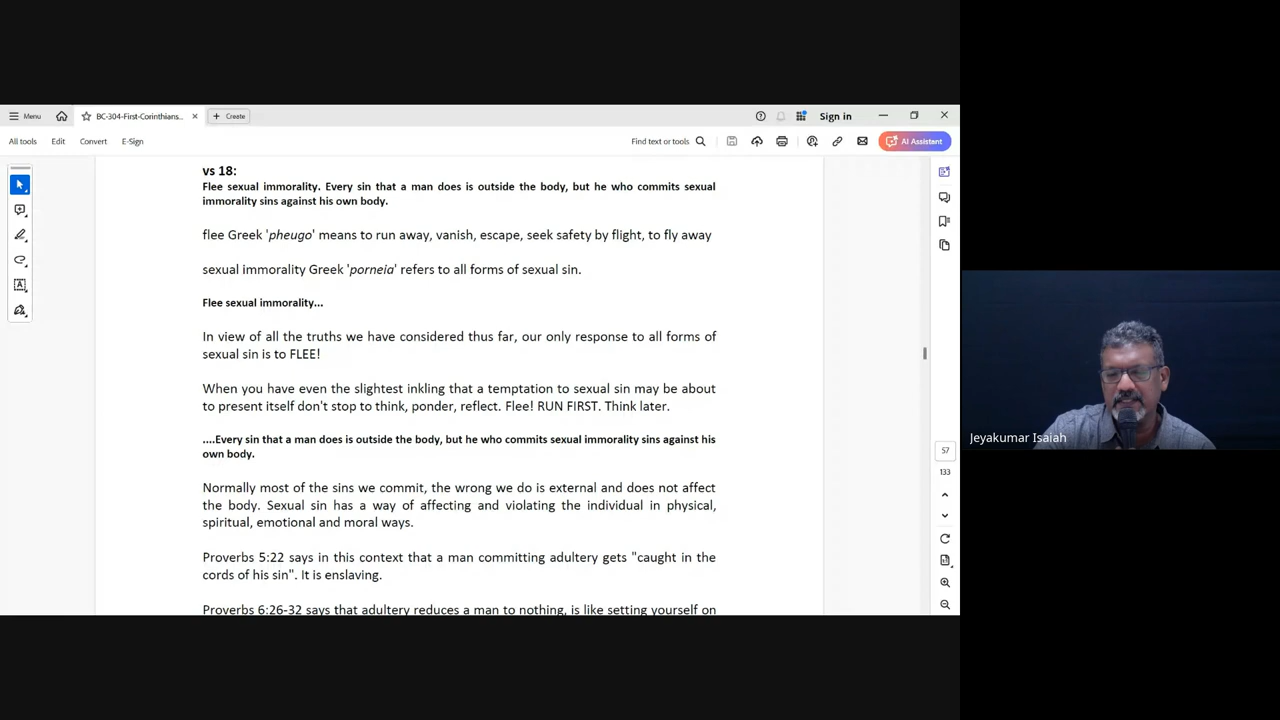 Menu
BC-304-First-Corinthians...
Create
Sign in
All tools
Edit
Convert
E-Sign
Find text or tools
AI Assistant
vs 18:
Flee sexual immorality. Every sin that a man does is outside the body, but he who commits sexual
immorality sins against his own body.
flee Greek 'pheugo' means to run away, vanish, escape, seek safety by flight, to fly away
sexual immorality Greek 'porneia' refers to all forms of sexual sin.
Flee sexual immorality...
In view of all the truths we have considered thus far, our only response to all forms of
sexual sin is to FLEE!
When you have even the slightest inkling that a temptation to sexual sin may be about
to present itself don't stop to think, ponder, reflect. Flee! RUN FIRST. Think later.
....Every sin that a man does is outside the body, but he who commits sexual immorality sins against his
own body.
Normally most of the sins we commit, the wrong we do is external and does not affect
the body. Sexual sin has a way of affecting and violating the individual in physical,
spiritual, emotional and moral ways.
Proverbs 5:22 says in this context that a man committing adultery gets "caught in the
cords of his sin". It is enslaving.
Proverbs 6:26-32 says that adultery reduces a man to nothing, is like setting yourself on
57
133
Jeyakumar Isaiah